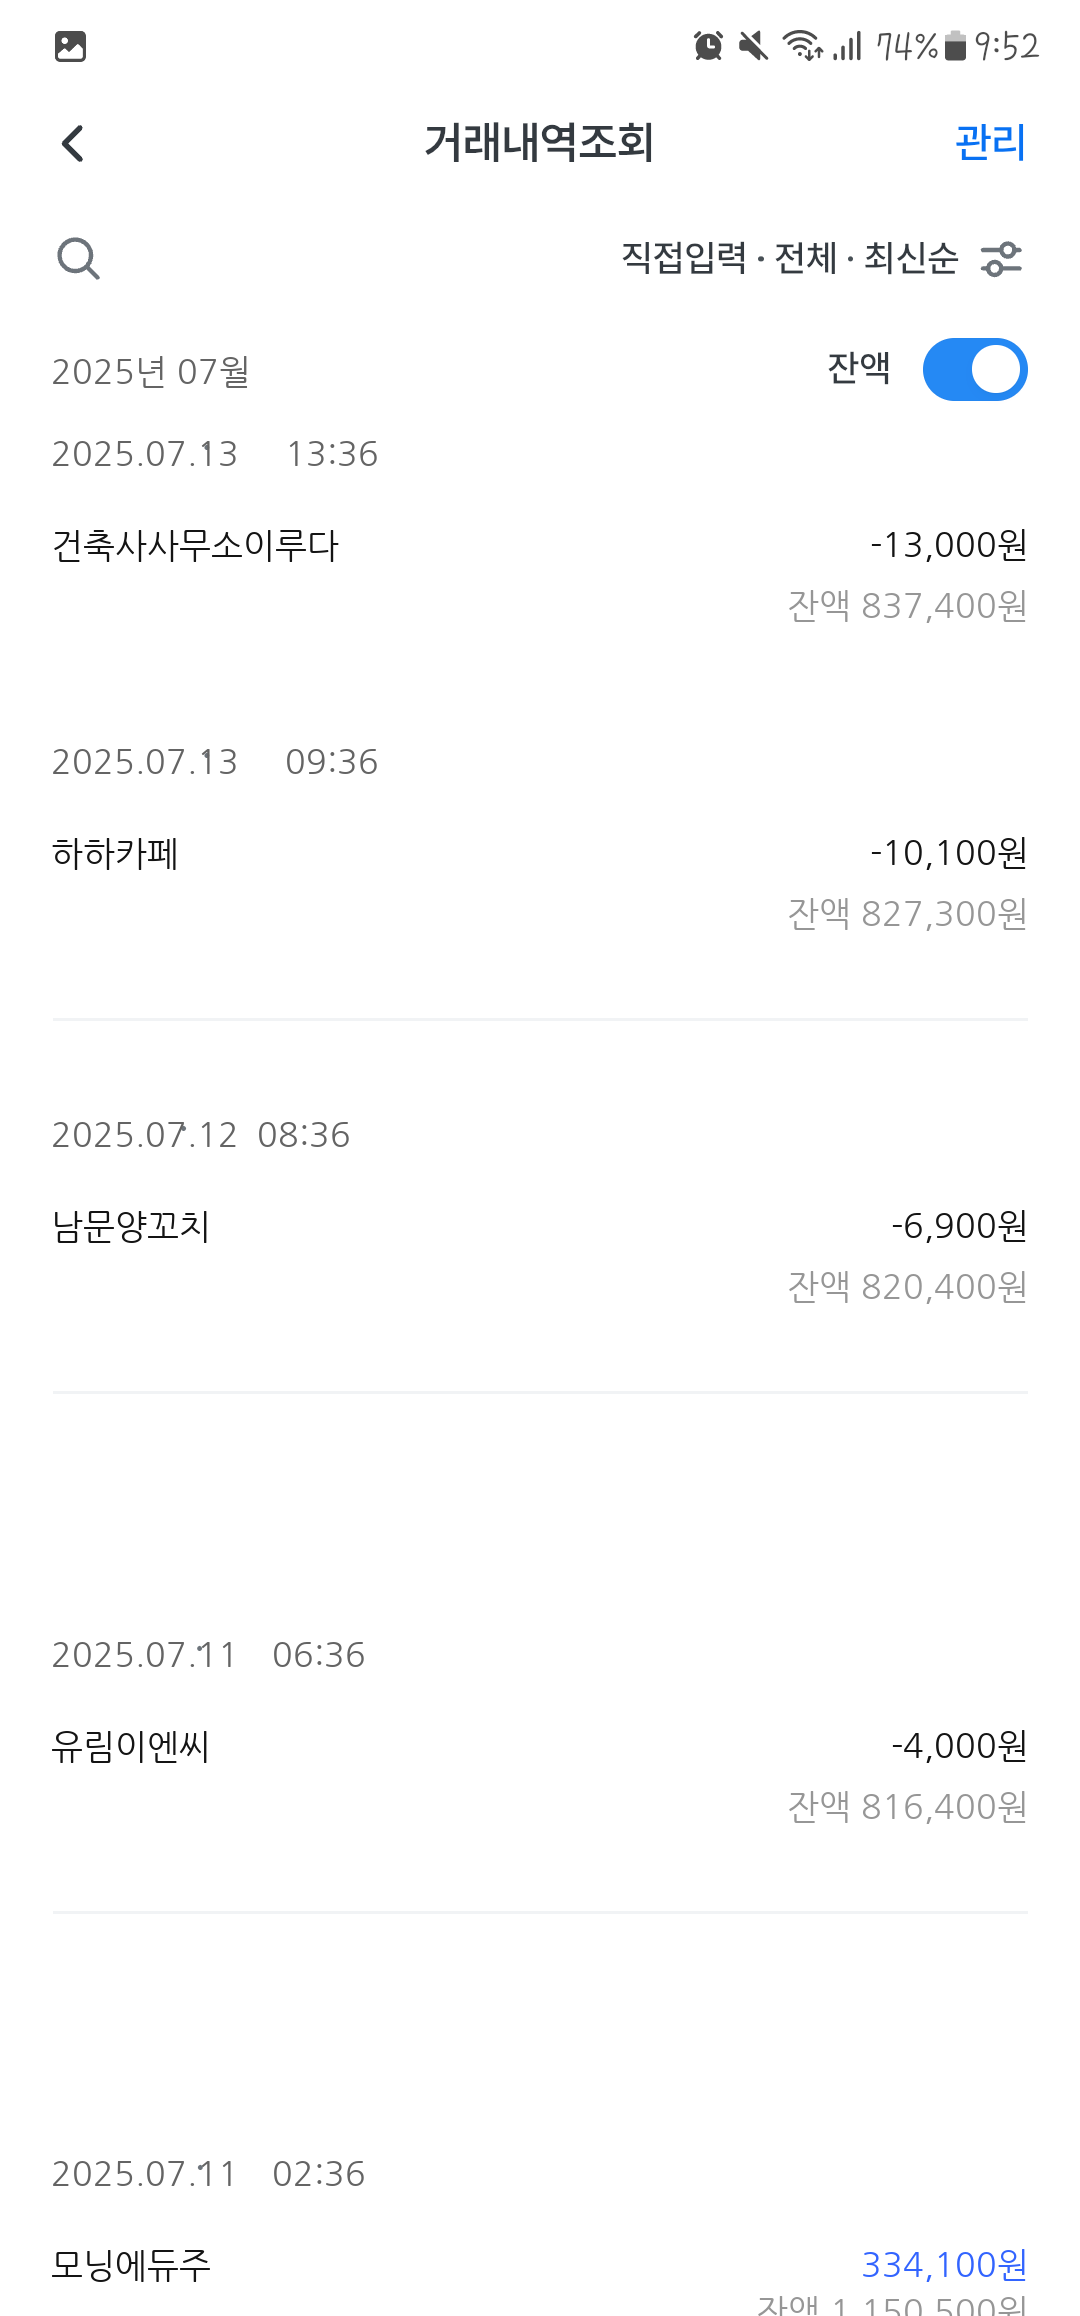 74% 9:52
거래내역조회 관리
직접입력 · 전체 · 최신순
2025년 07월 잔액
2025.07.13 13:36
건축사사무소이루다 -13,000원
잔액 837,400원
2025.07.13 09:36
하하카페 -10,100원
잔액 827,300원
2025.07.12 08:36
남문양꼬치 -6,900원
잔액 820,400원
2025.07.11 06:36
유림이엔씨 -4,000원
잔액 816,400원
2025.07.11 02:36
모닝에듀주 334,100원
잔액 1,150,500원